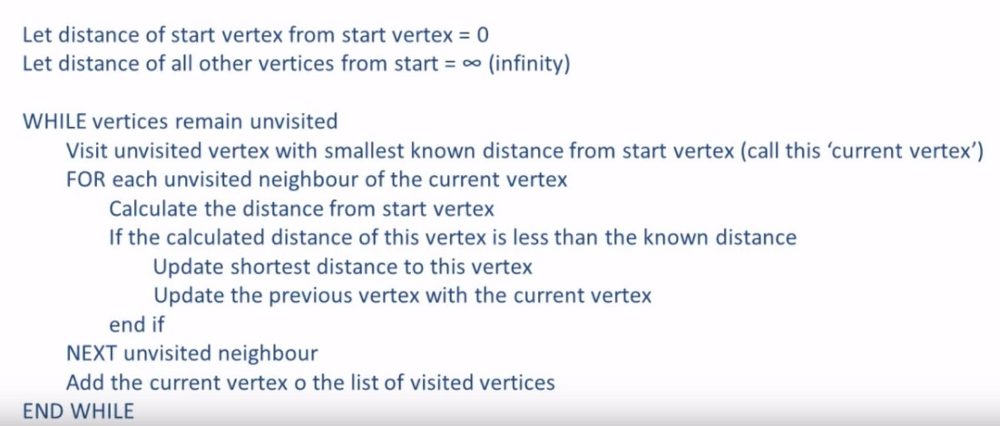 Let distance of start vertex from start vertex = 0
Let distance of all other vertices from start = ∞ (infinity)
WHILE vertices remain unvisited
Visit unvisited vertex with smallest known distance from start vertex (call this ‘current vertex’)
FOR each unvisited neighbour of the current vertex
Calculate the distance from start vertex
If the calculated distance of this vertex is less than the known distance
Update shortest distance to this vertex
Update the previous vertex with the current vertex
end if
NEXT unvisited neighbour
Add the current vertex o the list of visited vertices
END WHILE